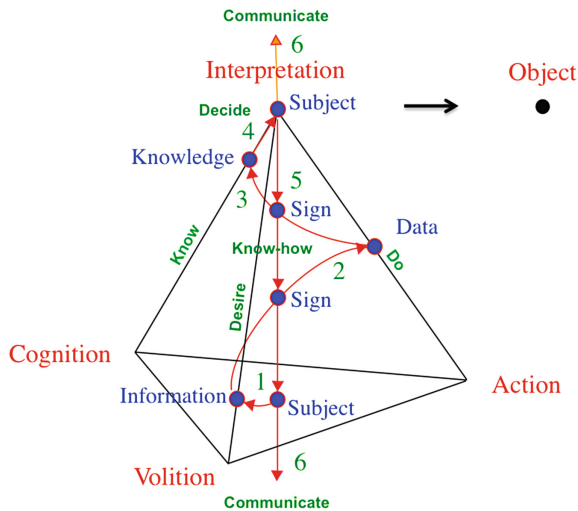 Communicate
6
Interpretation
Object
Subject
Decide
4
Knowledge
5
3
Sign
Data
Know
Know-how
Do
2
Desire
Sign
Cognition
1
Information
Subject
Action
6
Volition
Communicate